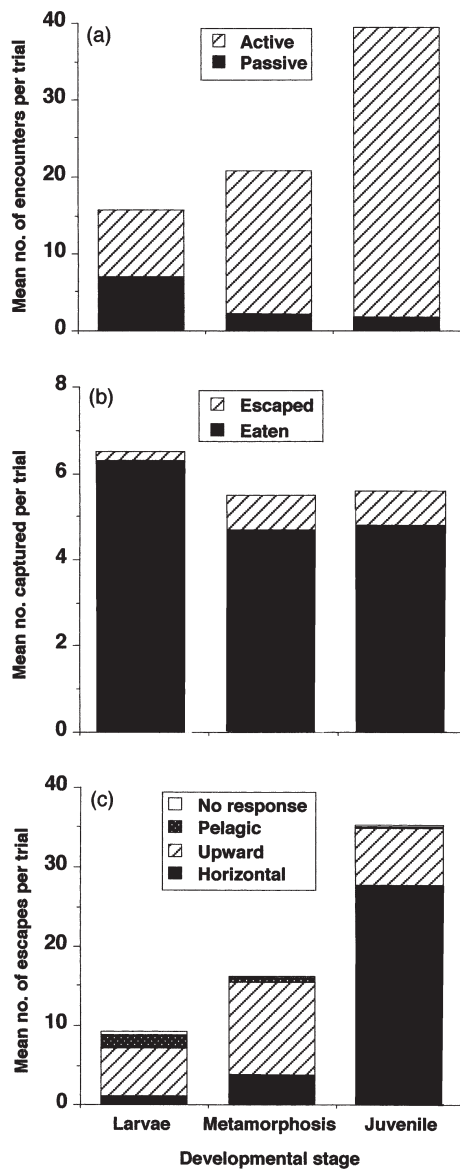 (a)
Active
Passive
Mean no. of encounters per trial
40
30
20
10
0
(b)
Escaped
Eaten
Mean no. captured per trial
8
6
4
2
0
(c)
No response
Pelagic
Upward
Horizontal
Mean no. of escapes per trial
40
30
20
10
0
Larvae Metamorphosis Juvenile
Developmental stage